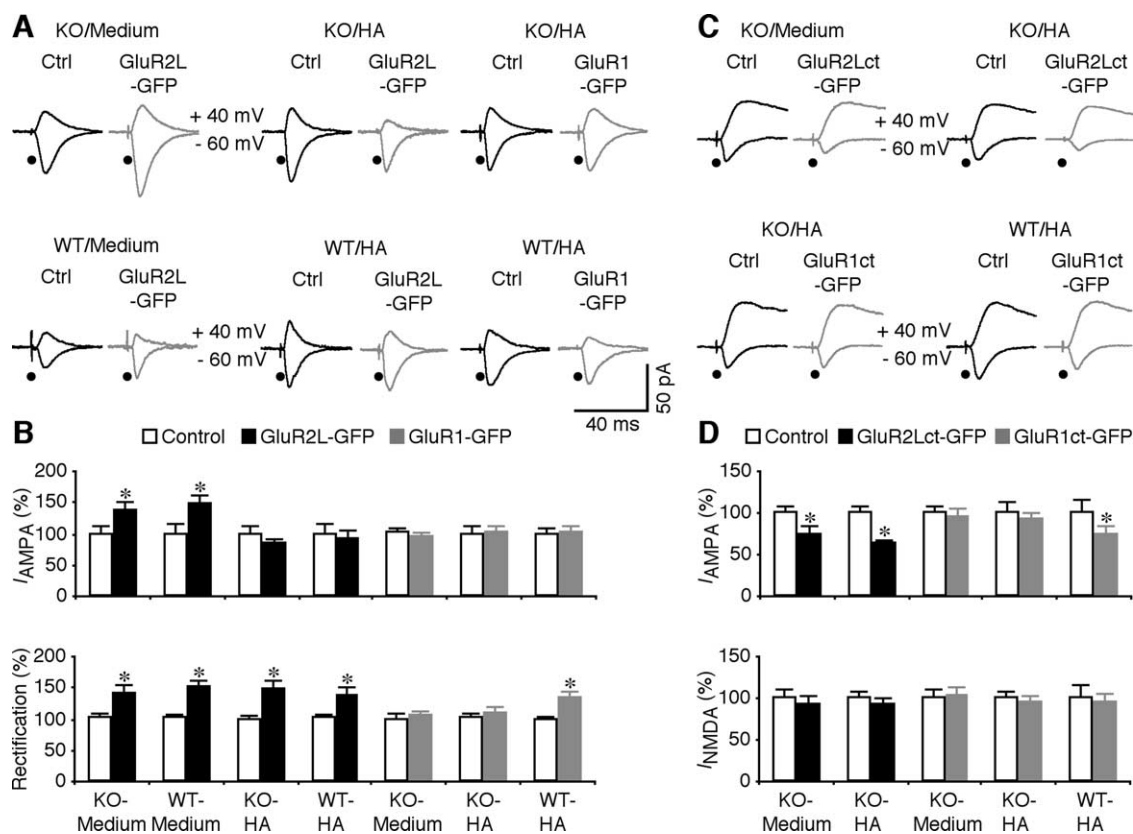 A
KO/Medium
KO/HA
KO/HA
Ctrl
GluR2L
-GFP
Ctrl
GluR2L
-GFP
Ctrl
GluR1
-GFP
+ 40 mV
- 60 mV
WT/Medium
WT/HA
WT/HA
Ctrl
GluR2L
-GFP
Ctrl
GluR2L
-GFP
Ctrl
GluR1
-GFP
+ 40 mV
- 60 mV
50 pA
40 ms
C
KO/Medium
KO/HA
Ctrl
GluR2Lct
-GFP
Ctrl
GluR2Lct
-GFP
+ 40 mV
- 60 mV
KO/HA
WT/HA
Ctrl
GluR1ct
-GFP
Ctrl
GluR1ct
-GFP
+ 40 mV
- 60 mV
B
Control GluR2L-GFP GluR1-GFP
IAMPA (%)
200
150
100
50
0
* *
Rectification (%)
200
150
100
50
0
* * * * *
KO-
Medium
WT-
Medium
KO-
HA
WT-
HA
KO-
Medium
KO-
HA
WT-
HA
D
Control GluR2Lct-GFP GluR1ct-GFP
IAMPA (%)
150
100
50
0
* * *
INMDA (%)
150
100
50
0
KO-
Medium
KO-
HA
KO-
Medium
KO-
HA
WT-
HA